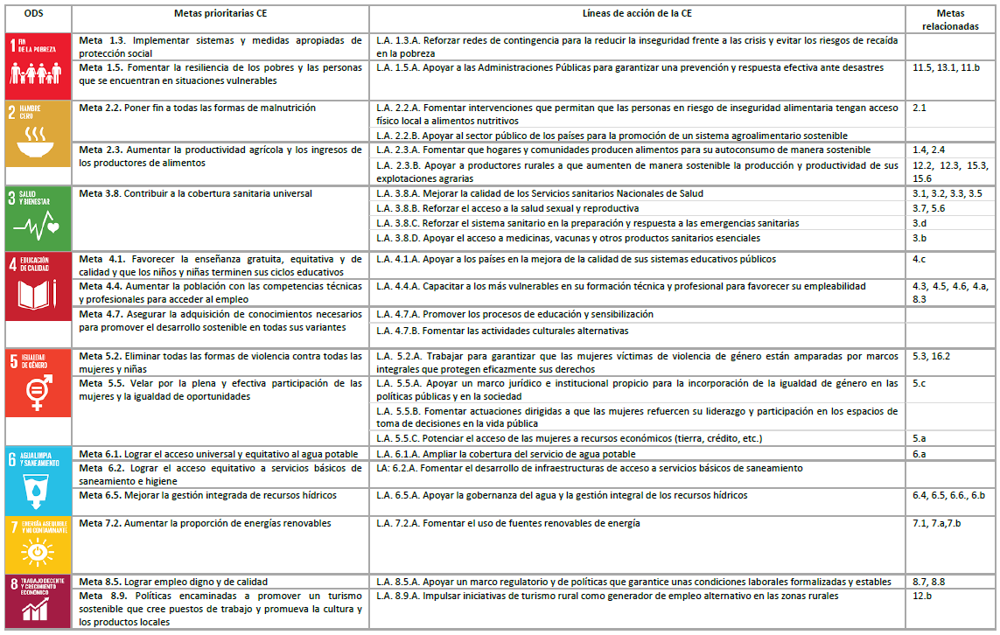 ODS
Metas prioritarias CE
Líneas de acción de la CE
Metas
relacionadas
1 FIN
DE LA POBREZA
Meta 1.3. Implementar sistemas y medidas apropiadas de
protección social
L.A. 1.3.A. Reforzar redes de contingencia para la reducir la inseguridad frente a las crisis y evitar los riesgos de recaída
en la pobreza
Meta 1.5. Fomentar la resiliencia de los pobres y las personas
que se encuentran en situaciones vulnerables
L.A. 1.5.A. Apoyar a las Administraciones Públicas para garantizar una prevención y respuesta efectiva ante desastres
11.5, 13.1, 11.b
2 HAMBRE
CERO
Meta 2.2. Poner fin a todas las formas de malnutrición
L.A. 2.2.A. Fomentar intervenciones que permitan que las personas en riesgo de inseguridad alimentaria tengan acceso
físico local a alimentos nutritivos
2.1
L.A. 2.2.B. Apoyar al sector público de los países para la promoción de un sistema agroalimentario sostenible
Meta 2.3. Aumentar la productividad agrícola y los ingresos de
los productores de alimentos
L.A. 2.3.A. Fomentar que hogares y comunidades producen alimentos para su autoconsumo de manera sostenible
1.4, 2.4
L.A. 2.3.B. Apoyar a productores rurales a que aumenten de manera sostenible la producción y productividad de sus
explotaciones agrarias
12.2, 12.3, 15.3,
15.6
3 SALUD
Y BIENESTAR
Meta 3.8. Contribuir a la cobertura sanitaria universal
L.A. 3.8.A. Mejorar la calidad de los Servicios sanitarios Nacionales de Salud
3.1, 3.2, 3.3, 3.5
L.A. 3.8.B. Reforzar el acceso a la salud sexual y reproductiva
3.7, 5.6
L.A. 3.8.C. Reforzar el sistema sanitario en la preparación y respuesta a las emergencias sanitarias
3.d
L.A. 3.8.D. Apoyar el acceso a medicinas, vacunas y otros productos sanitarios esenciales
3.b
4 EDUCACIÓN
DE CALIDAD
Meta 4.1. Favorecer la enseñanza gratuita, equitativa y de
calidad y que los niños y niñas terminen sus ciclos educativos
L.A. 4.1.A. Apoyar a los países en la mejora de la calidad de sus sistemas educativos públicos
4.c
Meta 4.4. Aumentar la población con las competencias técnicas
y profesionales para acceder al empleo
L.A. 4.4.A. Capacitar a los más vulnerables en su formación técnica y profesional para favorecer su empleabilidad
4.3, 4.5, 4.6, 4.a,
8.3
Meta 4.7. Asegurar la adquisición de conocimientos necesarios
para promover el desarrollo sostenible en todas sus variantes
L.A. 4.7.A. Promover los procesos de educación y sensibilización
L.A. 4.7.B. Fomentar las actividades culturales alternativas
5 IGUALDAD
DE GÉNERO
Meta 5.2. Eliminar todas las formas de violencia contra todas las
mujeres y niñas
L.A. 5.2.A. Trabajar para garantizar que las mujeres víctimas de violencia de género están amparadas por marcos
integrales que protegen eficazmente sus derechos
5.3, 16.2
Meta 5.5. Velar por la plena y efectiva participación de las
mujeres y la igualdad de oportunidades
L.A. 5.5.A. Apoyar un marco jurídico e institucional propicio para la incorporación de la igualdad de género en las
políticas públicas y en la sociedad
5.c
L.A. 5.5.B. Fomentar actuaciones dirigidas a que las mujeres refuercen su liderazgo y participación en los espacios de
toma de decisiones en la vida pública
L.A. 5.5.C. Potenciar el acceso de las mujeres a recursos económicos (tierra, crédito, etc.)
5.a
6 AGUA LIMPIA
Y SANEAMIENTO
Meta 6.1. Lograr el acceso universal y equitativo al agua potable
L.A. 6.1.A. Ampliar la cobertura del servicio de agua potable
6.a
Meta 6.2. Lograr el acceso equitativo a servicios básicos de
saneamiento e higiene
LA: 6.2.A. Fomentar el desarrollo de infraestructuras de acceso a servicios básicos de saneamiento
Meta 6.5. Mejorar la gestión integrada de recursos hídricos
L.A. 6.5.A. Apoyar la gobernanza del agua y la gestión integral de los recursos hídricos
6.4, 6.5, 6.6., 6.b
7 ENERGÍA ASEQUIBLE
Y NO CONTAMINANTE
Meta 7.2. Aumentar la proporción de energías renovables
L.A. 7.2.A. Fomentar el uso de fuentes renovables de energía
7.1, 7.a,7.b
8 TRABAJO DECENTE
Y CRECIMIENTO
ECONÓMICO
Meta 8.5. Lograr empleo digno y de calidad
L.A. 8.5.A. Apoyar un marco regulatorio y de políticas que garantice unas condiciones laborales formalizadas y estables
8.7, 8.8
Meta 8.9. Políticas encaminadas a promover un turismo
sostenible que cree puestos de trabajo y promueva la cultura y
los productos locales
L.A. 8.9.A. Impulsar iniciativas de turismo rural como generador de empleo alternativo en las zonas rurales
12.b